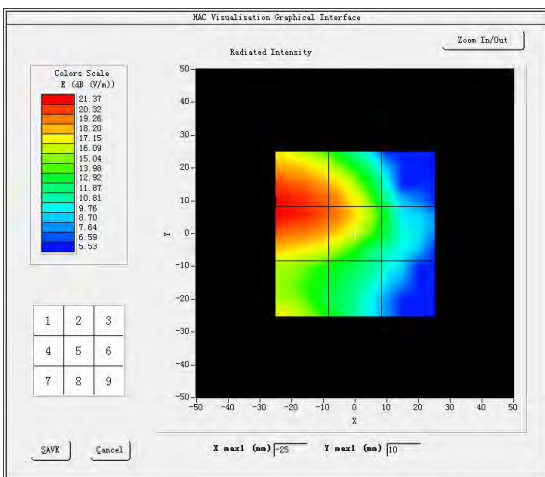 HAC Visualisation Graphical Interface
Zoom In/Out
Radiated Intensity
Colors Scale
E (dB (V/m))
21.37
20.32
19.26
18.20
17.15
16.09
15.04
13.98
12.92
11.87
10.81
9.76
8.70
7.64
6.59
5.53
50
40
30
20
10
0
-10
-20
-30
-40
-50
Y
-50 -40 -30 -20 -10 0 10 20 30 40 50
X
1 2 3
4 5 6
7 8 9
SAVE Cancel
X max1 (mm) -25 Y max1 (mm) 10